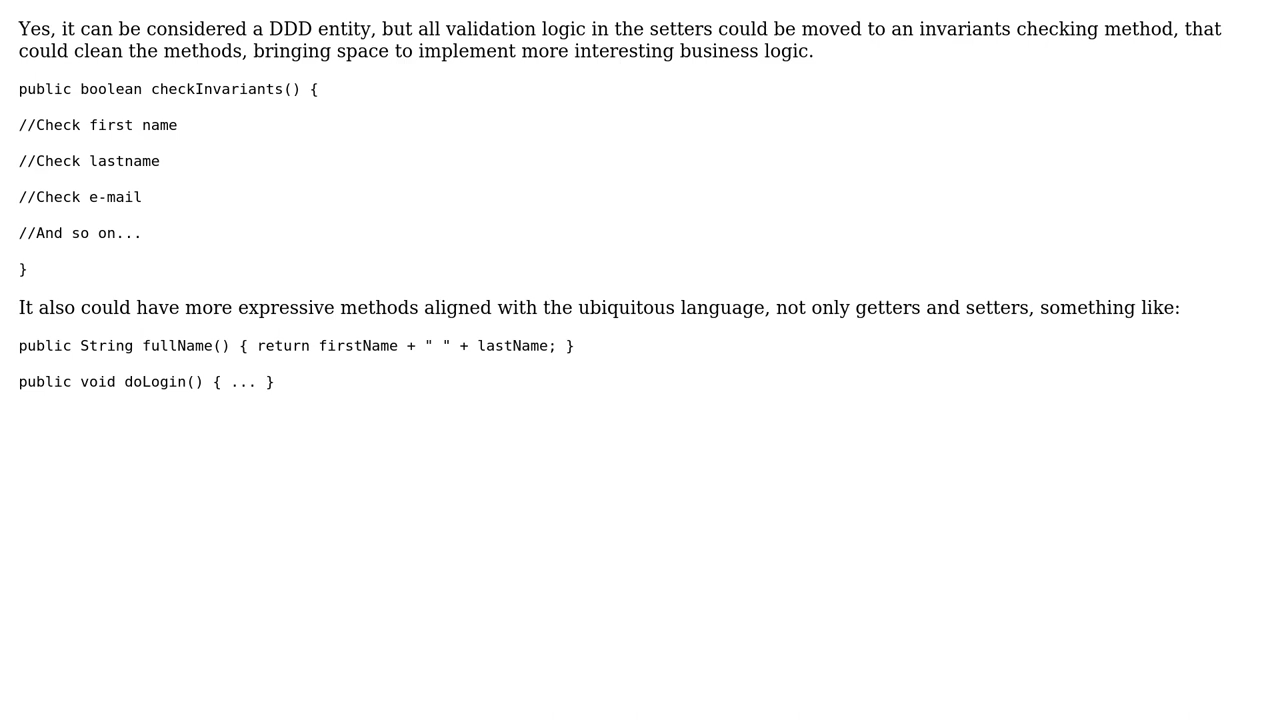 Yes, it can be considered a DDD entity, but all validation logic in the setters could be moved to an invariants checking method, that
could clean the methods, bringing space to implement more interesting business logic.
public boolean checkInvariants() {
//Check first name
//Check lastname
//Check e-mail
//And so on...
}
It also could have more expressive methods aligned with the ubiquitous language, not only getters and setters, something like:
public String fullName() { return firstName + " " + lastName; }
public void doLogin() { ... }